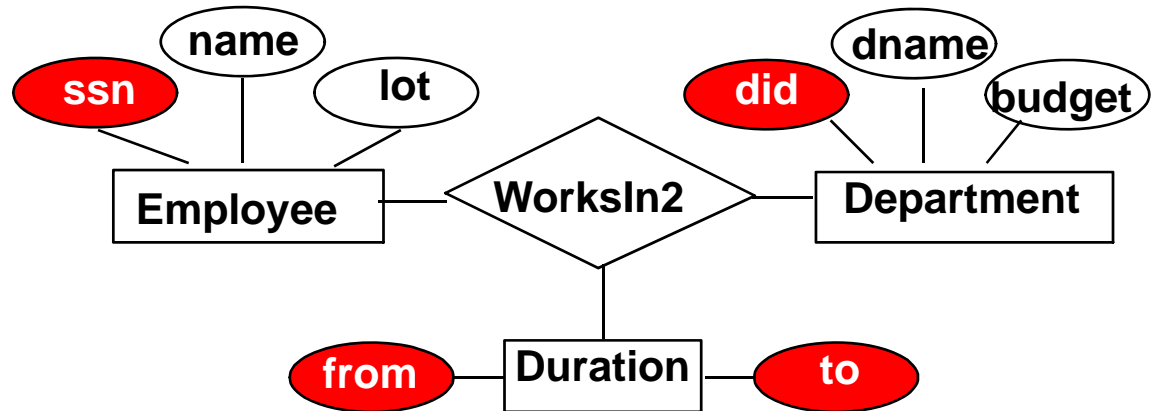 name
dname
ssn
lot
did
budget
Employee
WorksIn2
Department
from
Duration
to